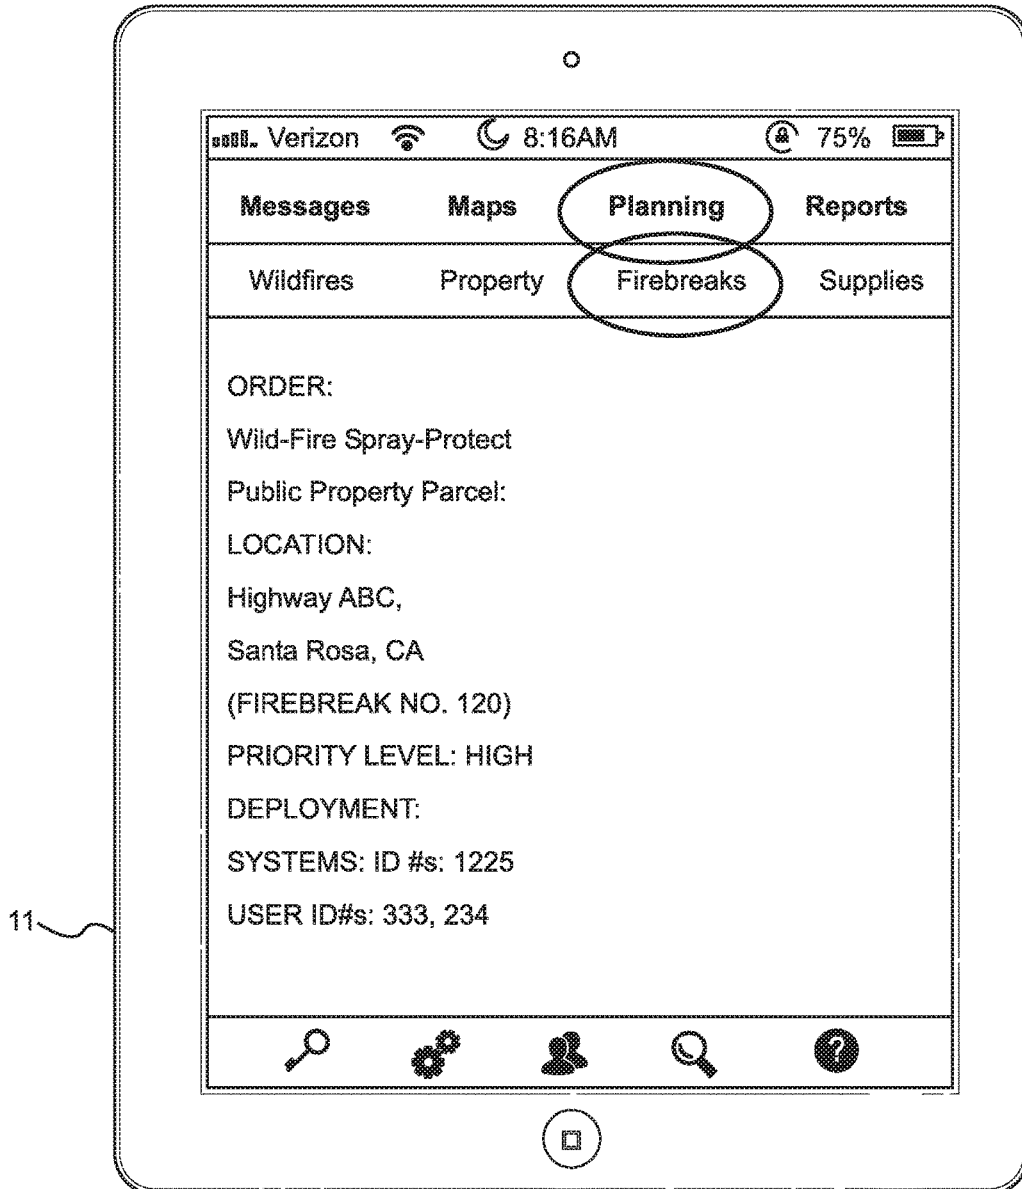 Verizon 8:16AM 75%
Messages Maps Planning Reports
Wildfires Property Firebreaks Supplies
ORDER:
Wild-Fire Spray-Protect
Public Property Parcel:
LOCATION:
Highway ABC,
Santa Rosa, CA
(FIREBREAK NO. 120)
PRIORITY LEVEL: HIGH
DEPLOYMENT:
SYSTEMS: ID #s: 1225
USER ID#s: 333, 234
11
?